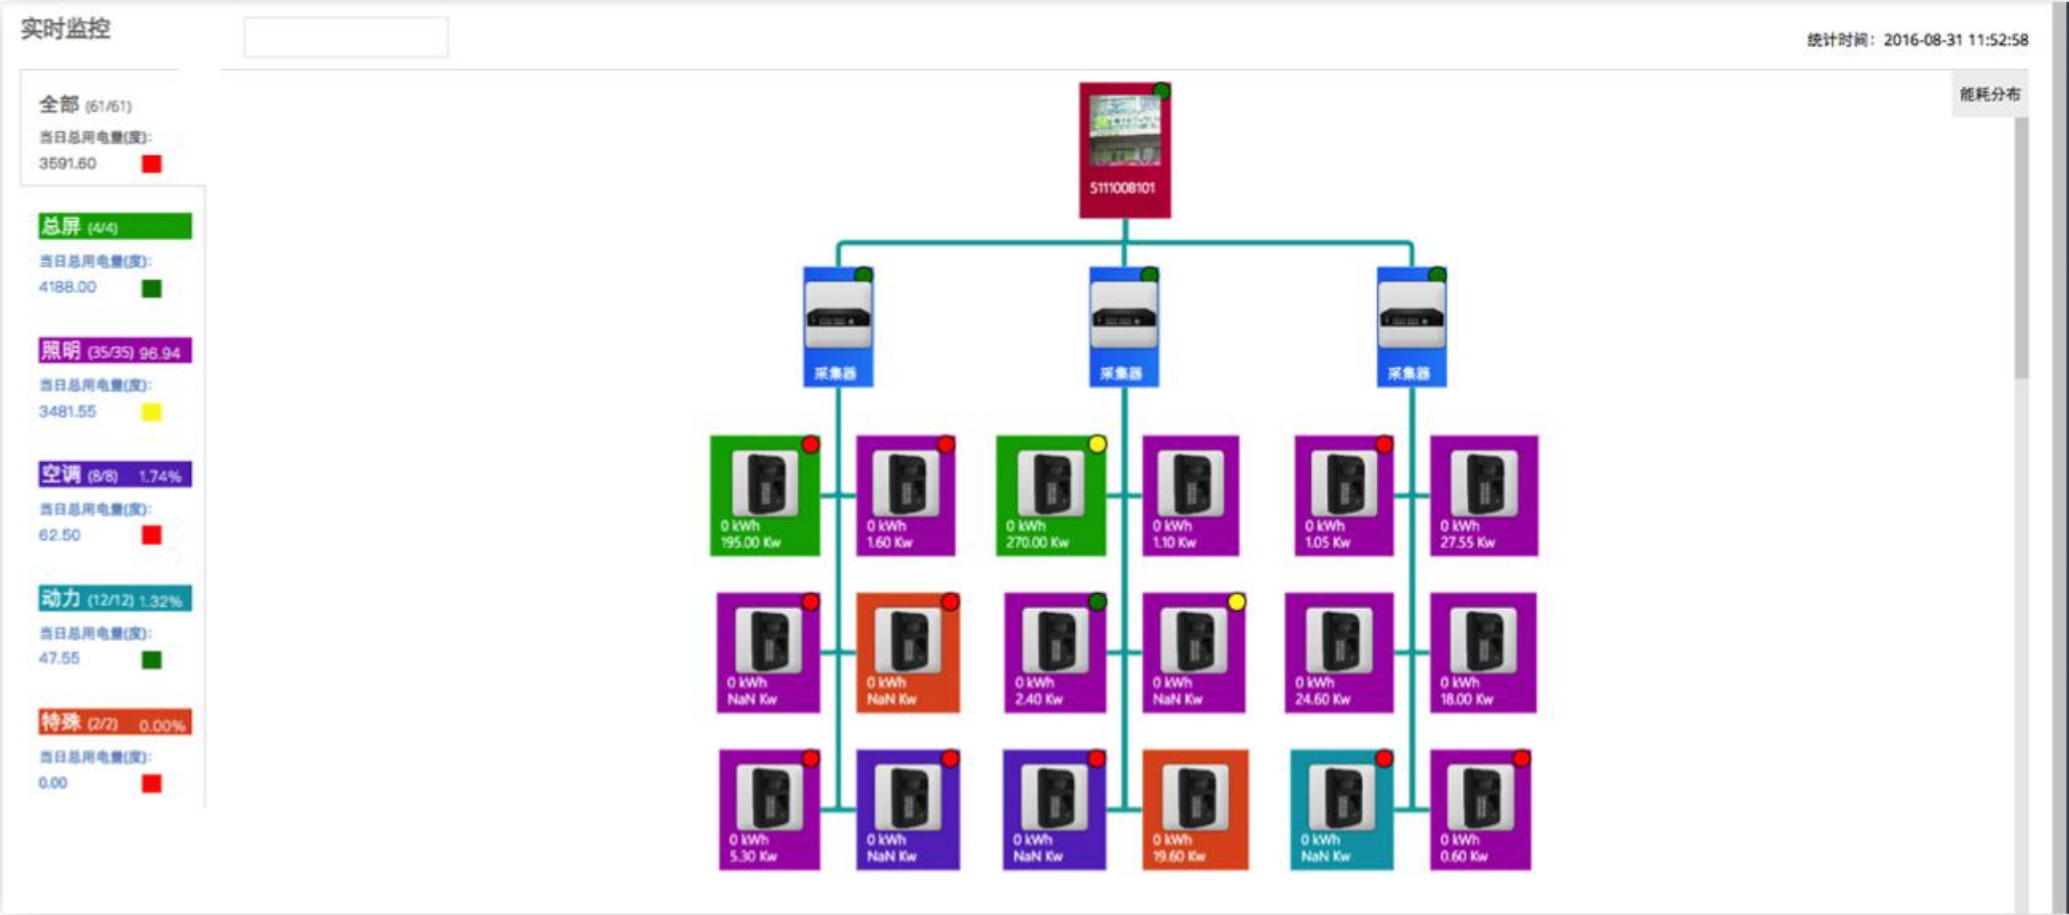 实时监控
统计时间：2016-08-31 11:52:58
能耗分布
全部 (61/61)
当日总用电量(度):
3591.60
总屏 (4/4)
当日总用电量(度):
4188.00
照明 (35/35) 96.94
当日总用电量(度):
3481.55
空调 (8/8) 1.74%
当日总用电量(度):
62.50
动力 (12/12) 1.32%
当日总用电量(度):
47.55
特殊 (2/2) 0.00%
当日总用电量(度):
0.00
5111008101
采集器
采集器
采集器
0 kWh
195.00 Kw
0 kWh
1.60 Kw
0 kWh
270.00 Kw
0 kWh
1.10 Kw
0 kWh
1.05 Kw
0 kWh
27.55 Kw
0 kWh
NaN Kw
0 kWh
NaN Kw
0 kWh
2.40 Kw
0 kWh
NaN Kw
0 kWh
24.60 Kw
0 kWh
18.00 Kw
0 kWh
5.30 Kw
0 kWh
NaN Kw
0 kWh
NaN Kw
0 kWh
19.60 Kw
0 kWh
NaN Kw
0 kWh
0.60 Kw